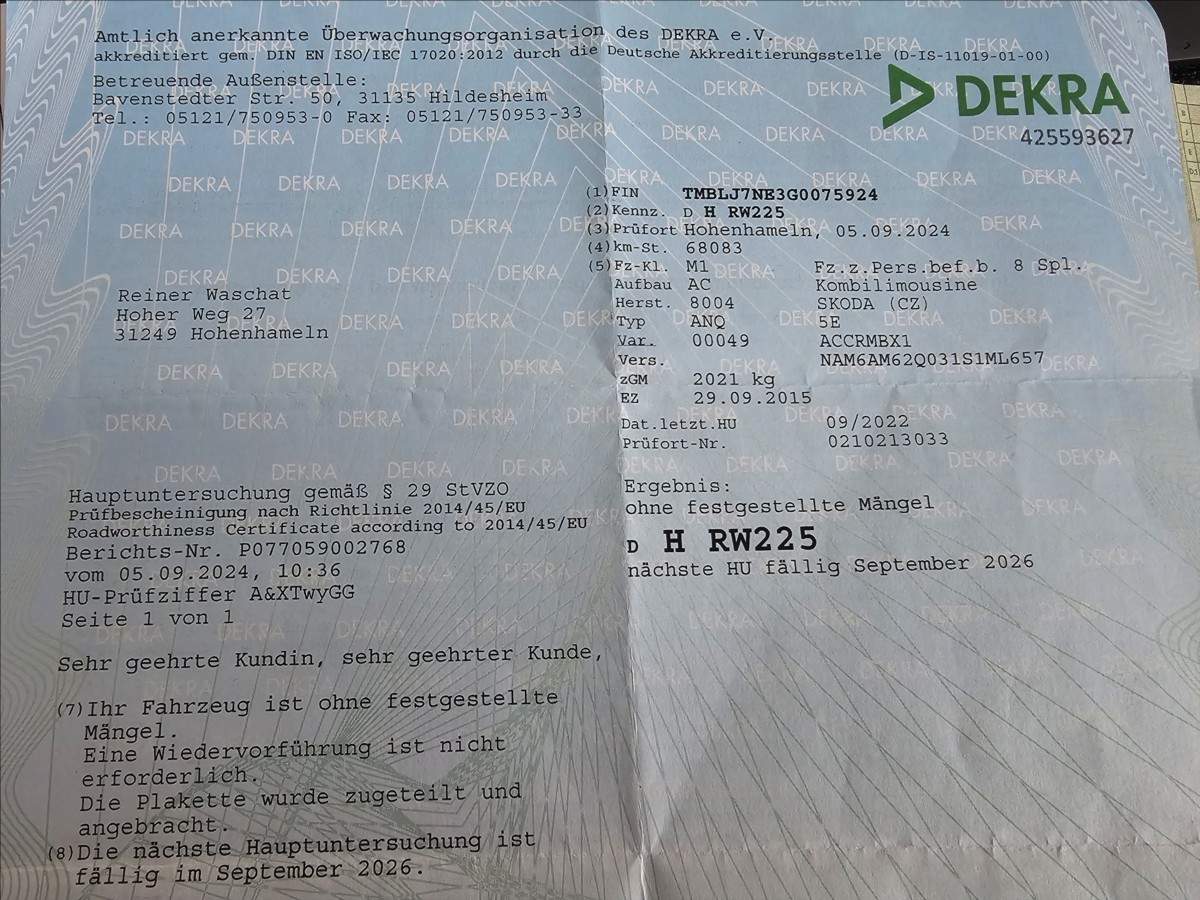 Amtlich anerkannte Überwachungsorganisation des DEKRA e.V.
akkreditiert gem. DIN EN ISO/IEC 17020:2012 durch die Deutsche Akkreditierungsstelle (D-IS-11019-01-00)
Betreuende Außenstelle:
Bavenstedter Str. 50, 31135 Hildesheim
Tel.: 05121/750953-0 Fax: 05121/750953-33
DEKRA
425593627
(1) FIN TMBLJ7NE3G0075924
(2) Kennz. D H RW225
(3) Prüfort Hohenhameln, 05.09.2024
(4) km-St. 68083
(5) Fz-Kl. M1 Fz.z.Pers.bef.b. 8 Spl.
Aufbau AC Kombilimousine
Herst. 8004 SKODA (CZ)
Typ ANQ 5E
Var. 00049 ACCRMBX1
Vers. NAM6AM62Q031S1ML657
zGM 2021 kg
EZ 29.09.2015
Dat.letzt.HU 09/2022
Prüfort-Nr. 0210213033
Reiner Waschat
Hoher Weg 27
31249 Hohenhameln
Hauptuntersuchung gemäß § 29 StVZO
Prüfbescheinigung nach Richtlinie 2014/45/EU
Roadworthiness Certificate according to 2014/45/EU
Berichts-Nr. P077059002768
vom 05.09.2024, 10:36
HU-Prüfziffer A&XTwyGG
Seite 1 von 1
Ergebnis:
ohne festgestellte Mängel
D H RW225
nächste HU fällig September 2026
Sehr geehrte Kundin, sehr geehrter Kunde,
(7) Ihr Fahrzeug ist ohne festgestellte
Mängel.
Eine Wiedervorführung ist nicht
erforderlich.
Die Plakette wurde zugeteilt und
angebracht.
(8) Die nächste Hauptuntersuchung ist
fällig im September 2026.